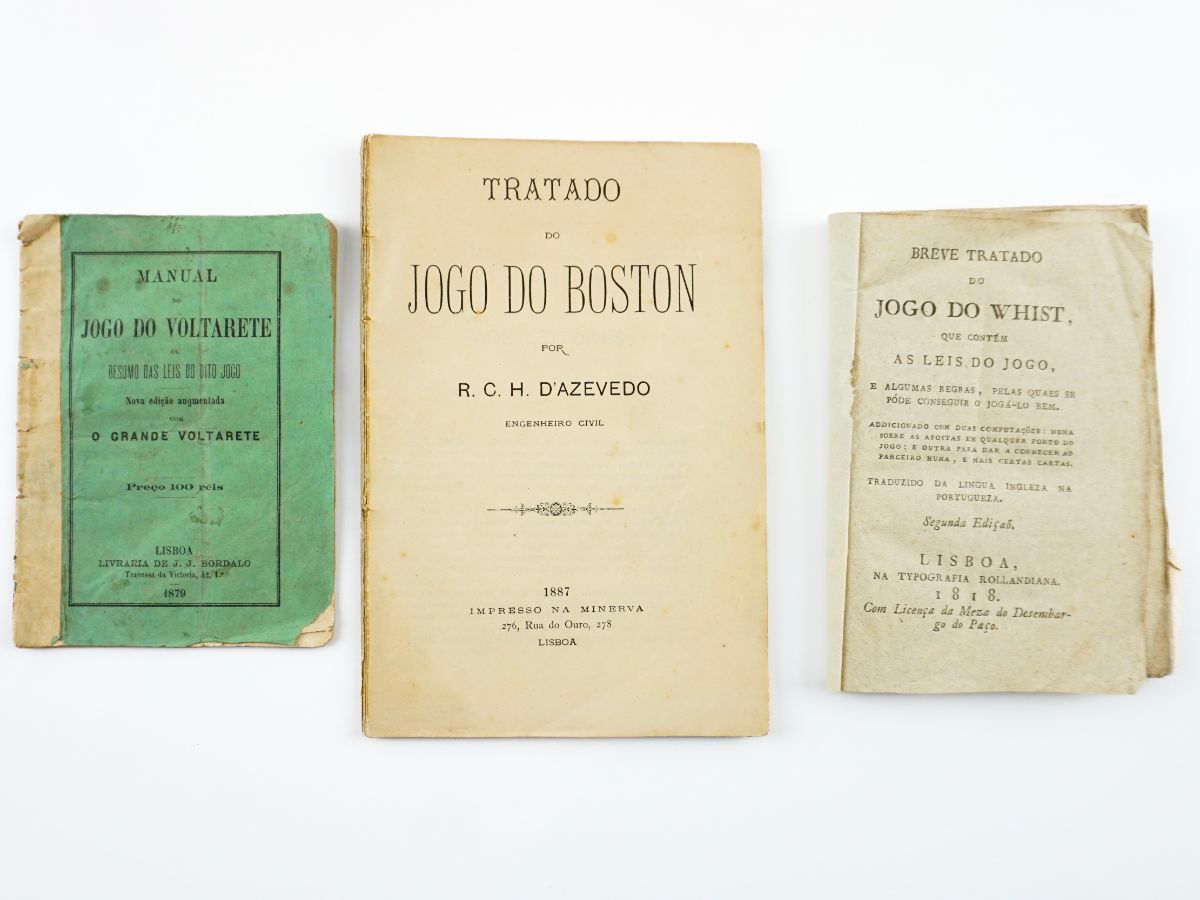 MANUAL
DO
JOGO DO VOLTARETE
OU
RESUMO DAS LEIS DO DITO JOGO
Nova edição augmentada
COM
O GRANDE VOLTARETE
Preço 100 réis
LISBOA
LIVRARIA DE J. J. BORDALO
Travessa da Victoria, 42, 1.º
1879
TRATADO
DO
JOGO DO BOSTON
POR
R. C. H. D'AZEVEDO
ENGENHEIRO CIVIL
1887
IMPRESSO NA MINERVA
276, Rua do Ouro, 278
LISBOA
BREVE TRATADO
DO
JOGO DO WHIST,
QUE CONTÉM
AS LEIS DO JOGO,
E ALGUMAS REGRAS, PELAS QUAES SE
PÓDE CONSEGUIR O JOGÁ-LO BEM.
ADDICIONADO COM DUAS COMPUTAÇÕES: HUMA
SOBRE AS APOSTAS EM QUALQUER PONTO DO
JOGO; E OUTRA PARA DAR A CONHECER AO
PARCEIRO HUMA, E MAIS CERTAS CARTAS.
TRADUZIDO DA LINGUA INGLEZA NA
PORTUGUEZA.
Segunda Ediçaõ.
LISBOA,
NA TYPOGRAFIA ROLLANDIANA.
1818.
Com Licença da Meza do Desembar-
go do Paço.